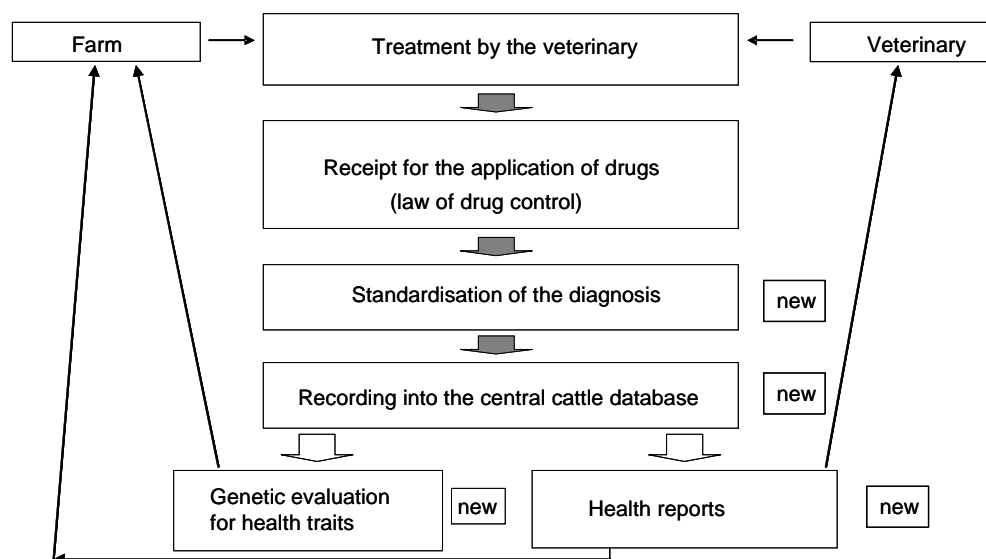 Farm
Treatment by the veterinary
Veterinary
Receipt for the application of drugs
(law of drug control)
Standardisation of the diagnosis
new
Recording into the central cattle database
new
Genetic evaluation
for health traits
new
Health reports
new